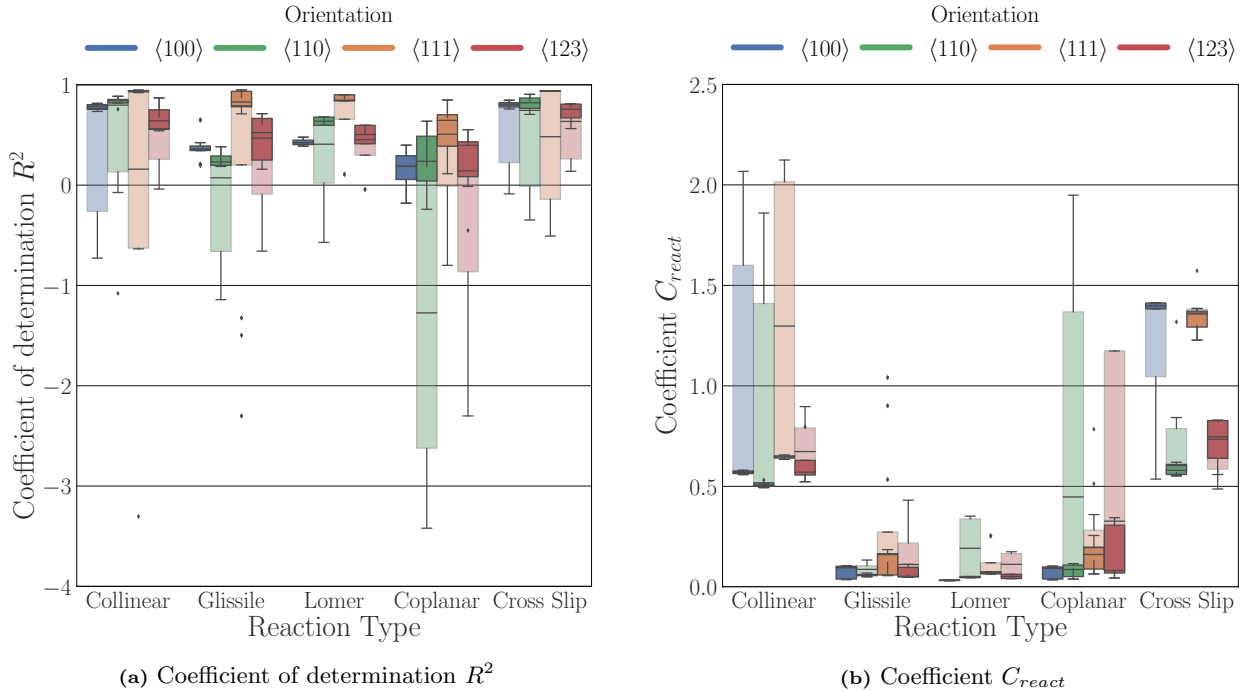 Orientation
⟨100⟩ ⟨110⟩ ⟨111⟩ ⟨123⟩
Coefficient of determination R²
1
0
−1
−2
−3
−4
Collinear Glissile Lomer Coplanar Cross Slip
Reaction Type
(a) Coefficient of determination R²
Orientation
⟨100⟩ ⟨110⟩ ⟨111⟩ ⟨123⟩
Coefficient C_react
2.5
2.0
1.5
1.0
0.5
0.0
Collinear Glissile Lomer Coplanar Cross Slip
Reaction Type
(b) Coefficient C_react